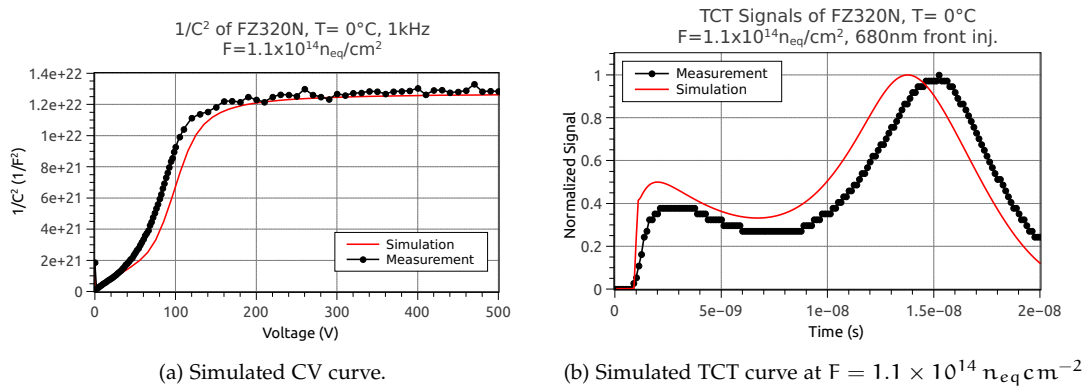 1/C² of FZ320N, T= 0°C, 1kHz
F=1.1x10¹⁴n_eq/cm²
1/C² (1/F²)
1.4e+22
1.2e+22
1e+22
8e+21
6e+21
4e+21
2e+21
0
Simulation
Measurement
0 100 200 300 400 500
Voltage (V)
(a) Simulated CV curve.
TCT Signals of FZ320N, T= 0°C
F=1.1x10¹⁴n_eq/cm², 680nm front inj.
Normalized Signal
1
0.8
0.6
0.4
0.2
0
Measurement
Simulation
0 5e-09 1e-08 1.5e-08 2e-08
Time (s)
(b) Simulated TCT curve at F = 1.1 × 10¹⁴ n_eq cm⁻²